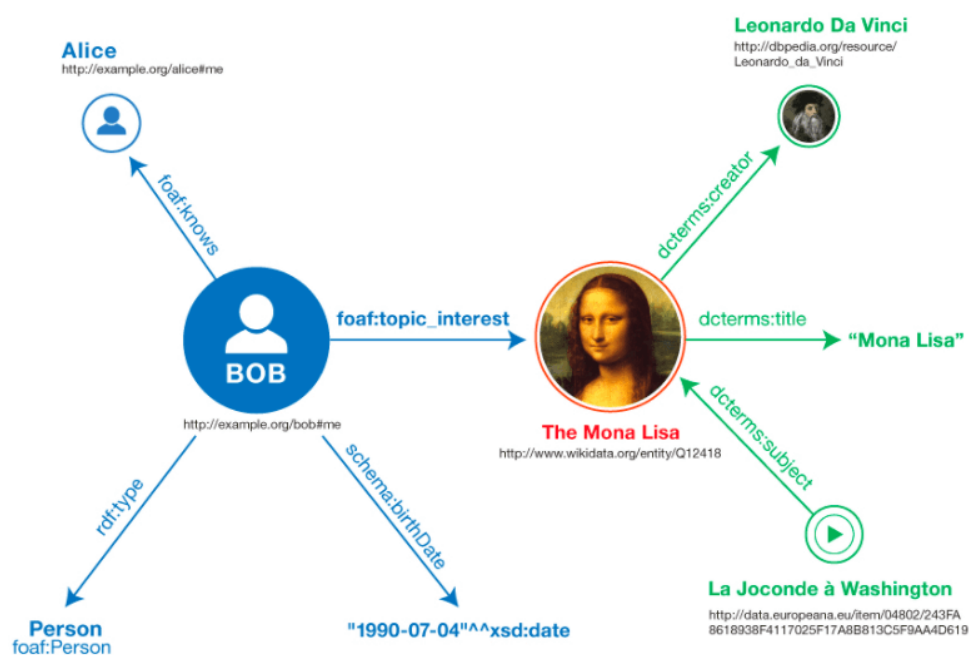 Alice
http://example.org/alice#me
Leonardo Da Vinci
http://dbpedia.org/resource/
Leonardo_da_Vinci
foaf:knows
dcterms:creator
BOB
http://example.org/bob#me
foaf:topic_interest
dcterms:title
“Mona Lisa”
The Mona Lisa
http://www.wikidata.org/entity/Q12418
dcterms:subject
rdf:type
schema:birthDate
La Joconde à Washington
http://data.europeana.eu/item/04802/243FA
8618938F4117025F17A8B813C5F9AA4D619
Person
foaf:Person
"1990-07-04"^^xsd:date